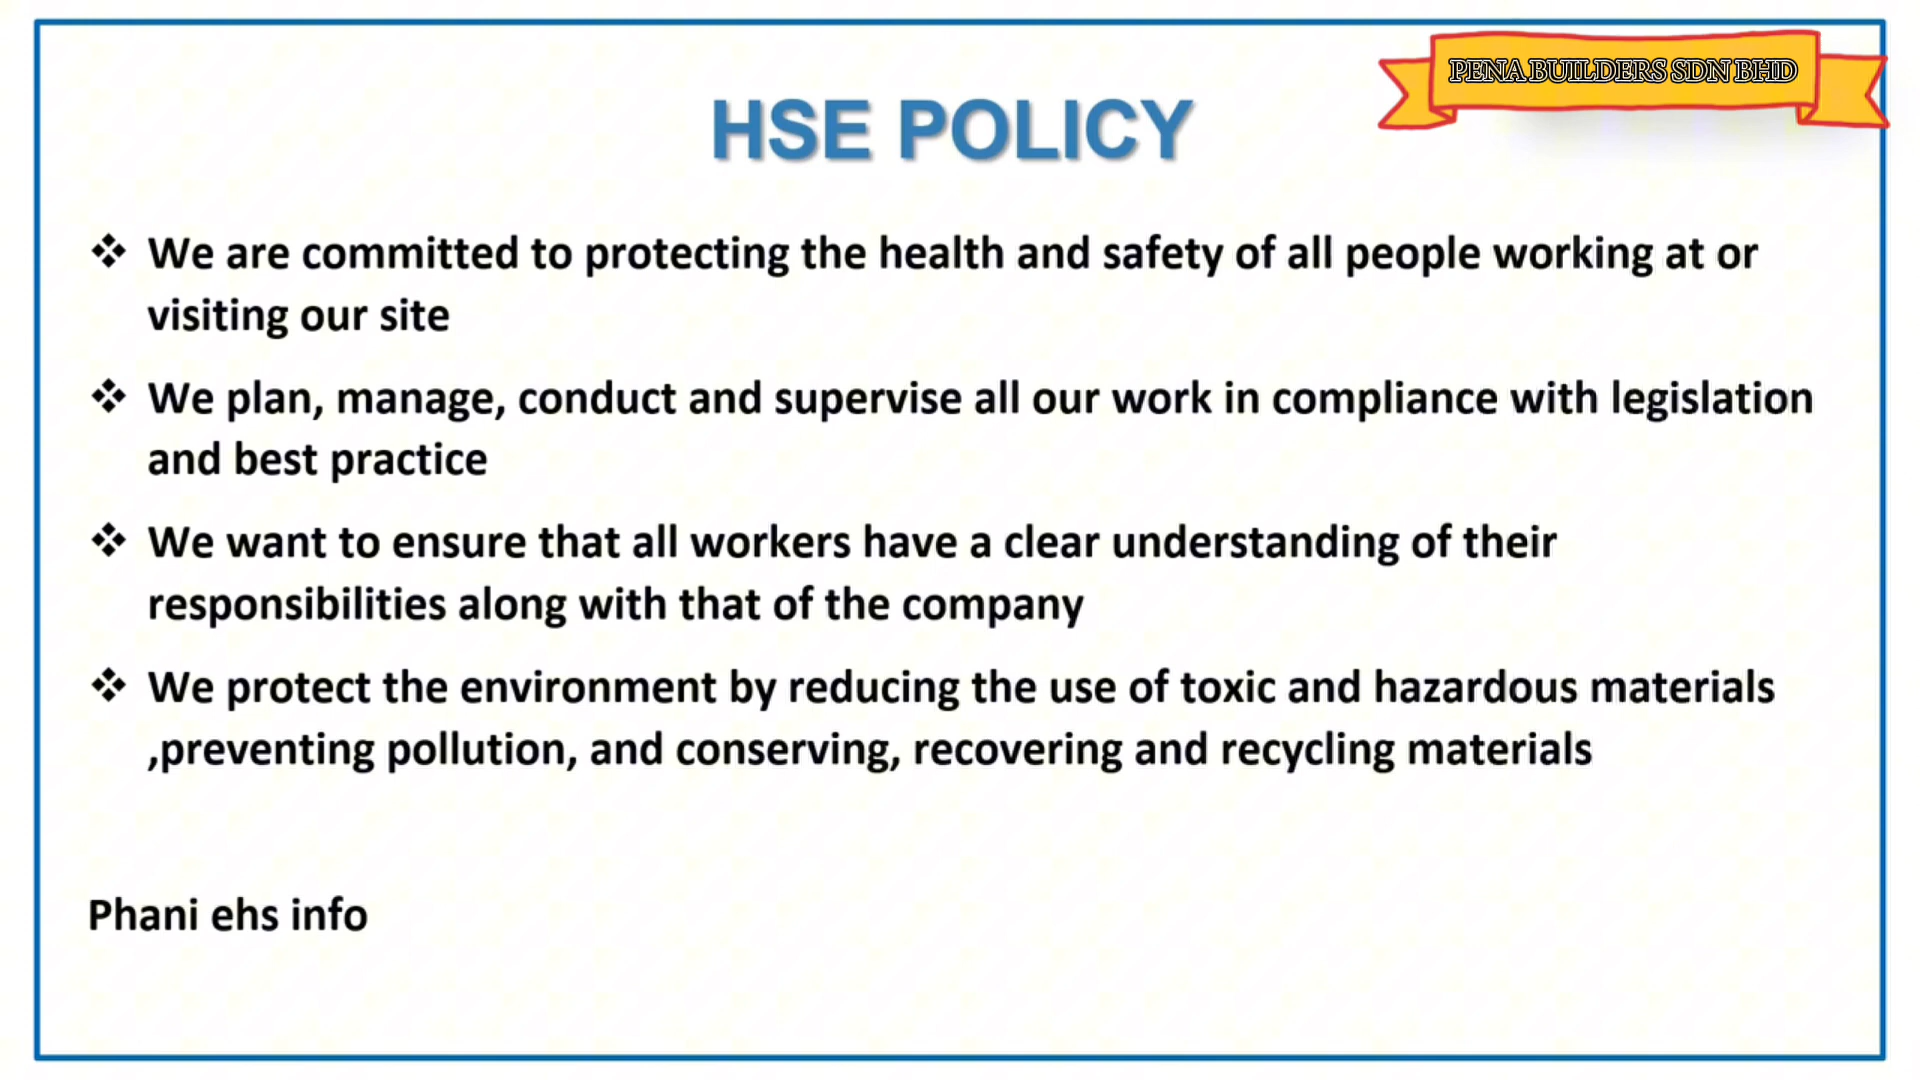 PENA BUILDERS SDN BHD
HSE POLICY
❖ We are committed to protecting the health and safety of all people working at or
visiting our site
❖ We plan, manage, conduct and supervise all our work in compliance with legislation
and best practice
❖ We want to ensure that all workers have a clear understanding of their
responsibilities along with that of the company
❖ We protect the environment by reducing the use of toxic and hazardous materials
,preventing pollution, and conserving, recovering and recycling materials
Phani ehs info